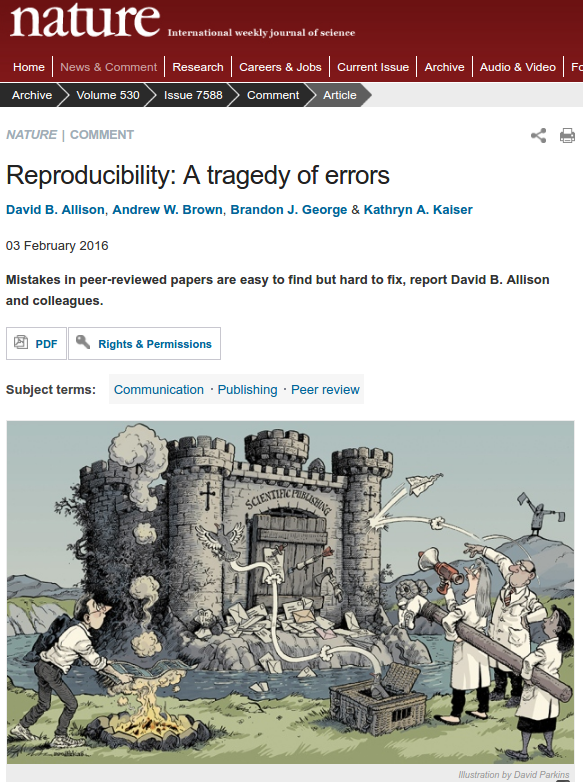 nature International weekly journal of science
Home News & Comment Research Careers & Jobs Current Issue Archive Audio & Video Fo
Archive Volume 530 Issue 7588 Comment Article
NATURE | COMMENT
Reproducibility: A tragedy of errors
David B. Allison, Andrew W. Brown, Brandon J. George & Kathryn A. Kaiser
03 February 2016
Mistakes in peer-reviewed papers are easy to find but hard to fix, report David B. Allison
and colleagues.
PDF Rights & Permissions
Subject terms: Communication · Publishing · Peer review
SCIENTIFIC PUBLISHING
Illustration by David Parkins